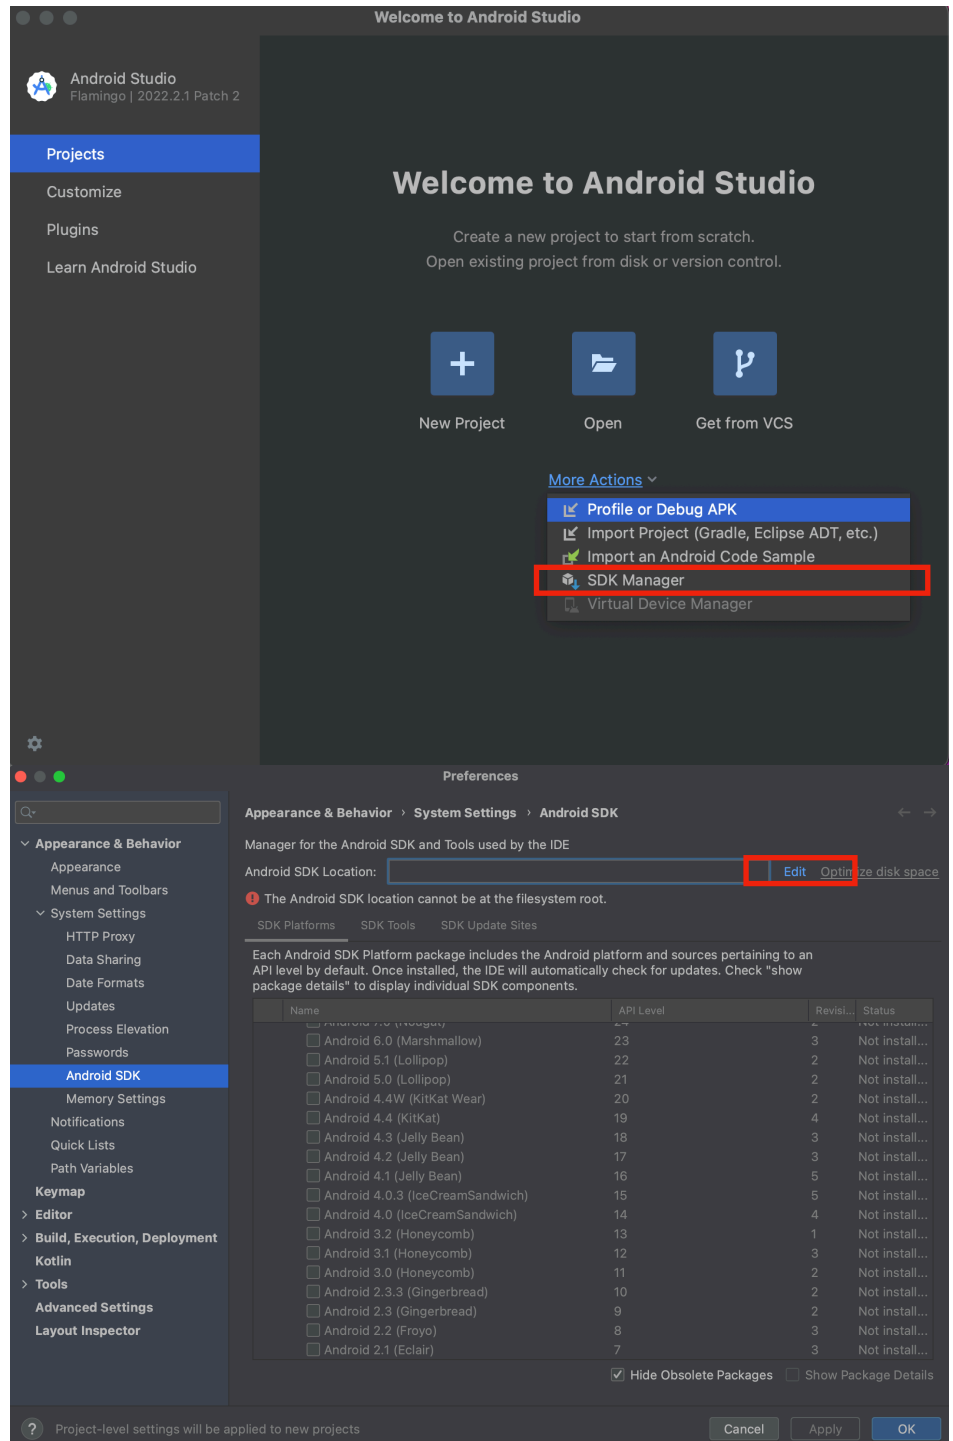 Welcome to Android Studio
Android Studio
Flamingo | 2022.2.1 Patch 2
Projects
Customize
Plugins
Learn Android Studio
Welcome to Android Studio
Create a new project to start from scratch.
Open existing project from disk or version control.
New Project
Open
Get from VCS
More Actions
Profile or Debug APK
Import Project (Gradle, Eclipse ADT, etc.)
Import an Android Code Sample
SDK Manager
Virtual Device Manager
Preferences
Appearance & Behavior
Appearance
Menus and Toolbars
System Settings
HTTP Proxy
Data Sharing
Date Formats
Updates
Process Elevation
Passwords
Android SDK
Memory Settings
Notifications
Quick Lists
Path Variables
Keymap
Editor
Build, Execution, Deployment
Kotlin
Tools
Advanced Settings
Layout Inspector
Appearance & Behavior › System Settings › Android SDK
Manager for the Android SDK and Tools used by the IDE
Android SDK Location: Edit Optimize disk space
The Android SDK location cannot be at the filesystem root.
SDK Platforms SDK Tools SDK Update Sites
Each Android SDK Platform package includes the Android platform and sources pertaining to an
API level by default. Once installed, the IDE will automatically check for updates. Check "show
package details" to display individual SDK components.
Name API Level Revisi... Status
Android 7.0 (Nougat) 24 2 Not install...
Android 6.0 (Marshmallow) 23 3 Not install...
Android 5.1 (Lollipop) 22 2 Not install...
Android 5.0 (Lollipop) 21 2 Not install...
Android 4.4W (KitKat Wear) 20 2 Not install...
Android 4.4 (KitKat) 19 4 Not install...
Android 4.3 (Jelly Bean) 18 3 Not install...
Android 4.2 (Jelly Bean) 17 3 Not install...
Android 4.1 (Jelly Bean) 16 5 Not install...
Android 4.0.3 (IceCreamSandwich) 15 5 Not install...
Android 4.0 (IceCreamSandwich) 14 4 Not install...
Android 3.2 (Honeycomb) 13 1 Not install...
Android 3.1 (Honeycomb) 12 3 Not install...
Android 3.0 (Honeycomb) 11 2 Not install...
Android 2.3.3 (Gingerbread) 10 2 Not install...
Android 2.3 (Gingerbread) 9 2 Not install...
Android 2.2 (Froyo) 8 3 Not install...
Android 2.1 (Eclair) 7 3 Not install...
Hide Obsolete Packages Show Package Details
? Project-level settings will be applied to new projects
Cancel Apply OK